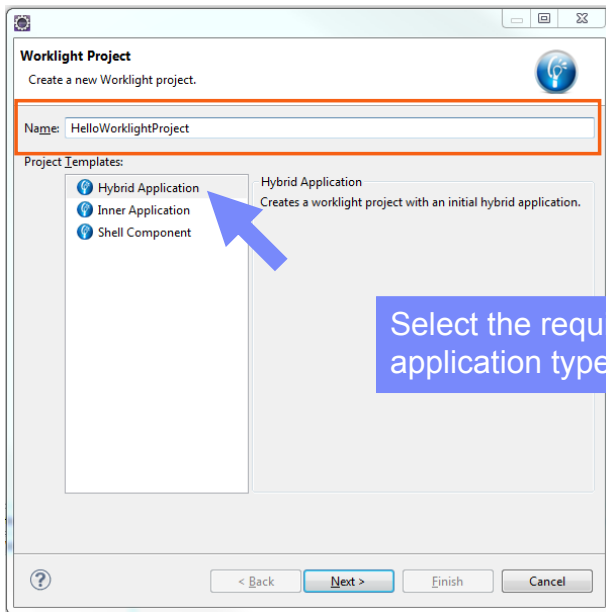 Worklight Project
Create a new Worklight project.
Name: HelloWorklightProject
Project Templates:
Hybrid Application
Inner Application
Shell Component
Hybrid Application
Creates a worklight project with an initial hybrid application.
Select the requ
application type
?
< Back Next > Finish Cancel